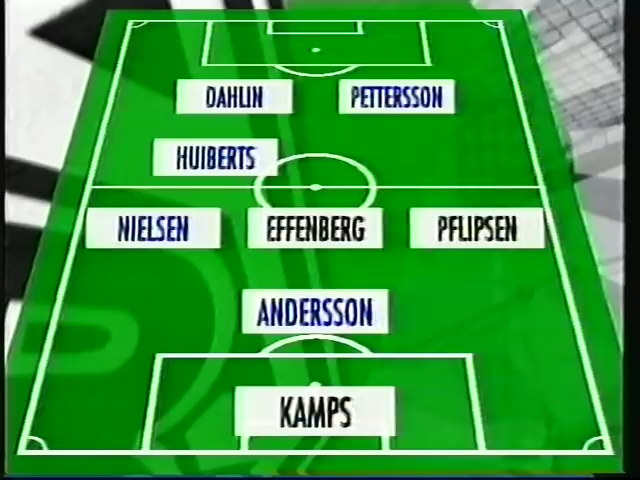 DAHLIN PETTERSSON
HUIBERTS
NIELSEN EFFENBERG PFLIPSEN
ANDERSSON
KAMPS